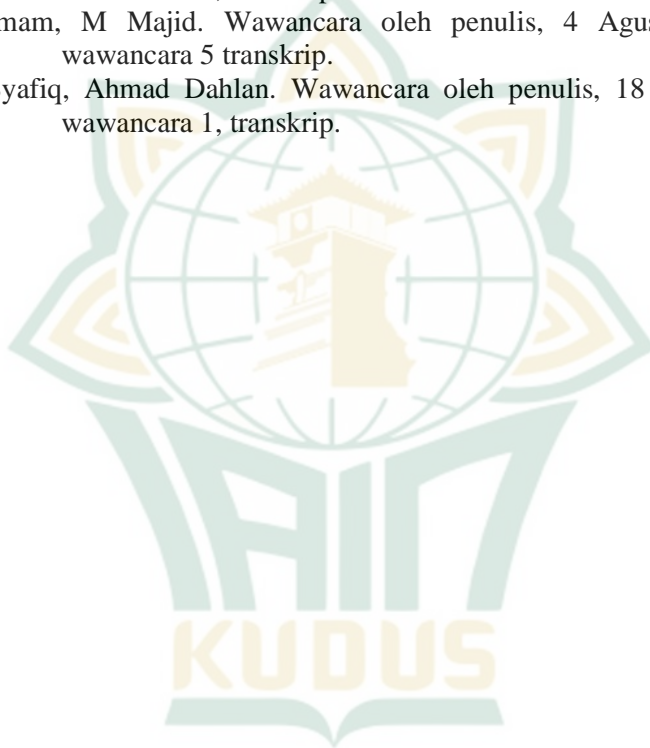 mam, M Majid. Wawancara oleh penulis, 4 Agus
wawancara 5 transkrip.
yafiq, Ahmad Dahlan. Wawancara oleh penulis, 18
wawancara 1, transkrip.
IAIN
KUDUS